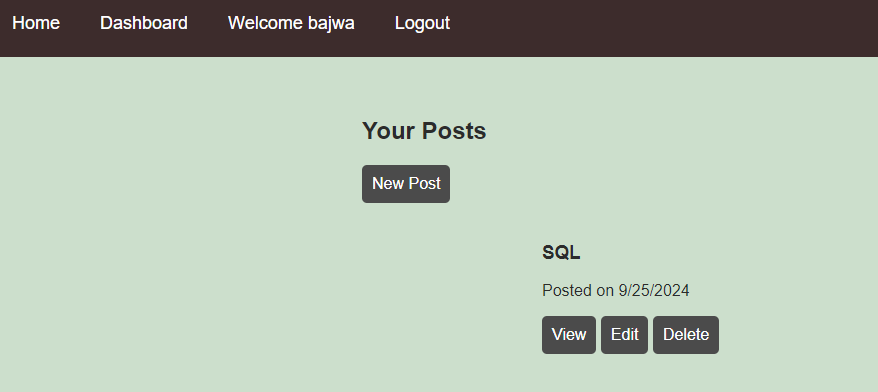 Home Dashboard Welcome bajwa Logout
Your Posts
New Post
SQL
Posted on 9/25/2024
View Edit Delete